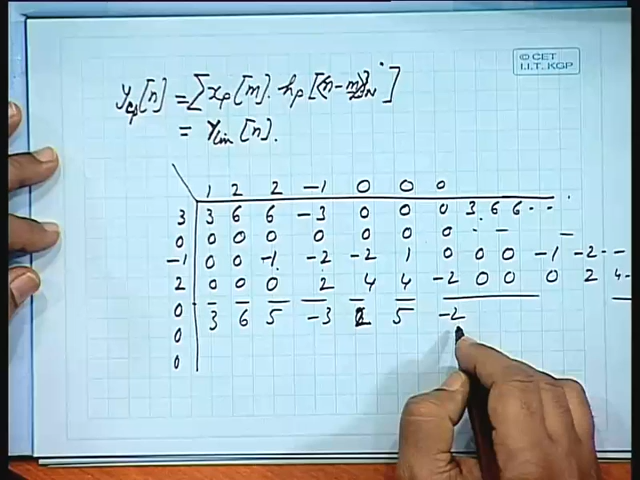 © CET
I.I.T. KGP
y_cp[n] = [x_p[m]. h_p[(n-m)]_N]
= y_lin[n].
1 2 2 -1 0 0 0
3 3 6 6 -3 0 0 0 3 6 6 - -
0 0 0 0 0 0 0 0 - - -
-1 0 0 -1 -2 -2 1 0 0 0 -1 -2 - -
2 0 0 0 2 4 4 -2 0 0 0 2 4 -
0 3 6 5 -3 2 5 -2
0
0